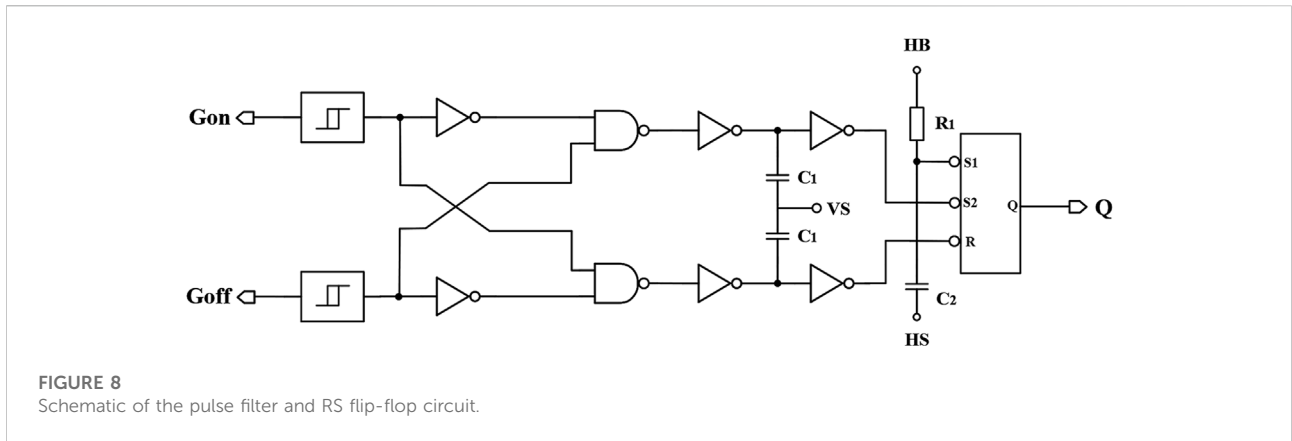 HB
Gon
R1
S1
C1
S2
Q
Q
VS
C1
R
Goff
C2
HS
FIGURE 8
Schematic of the pulse filter and RS flip-flop circuit.